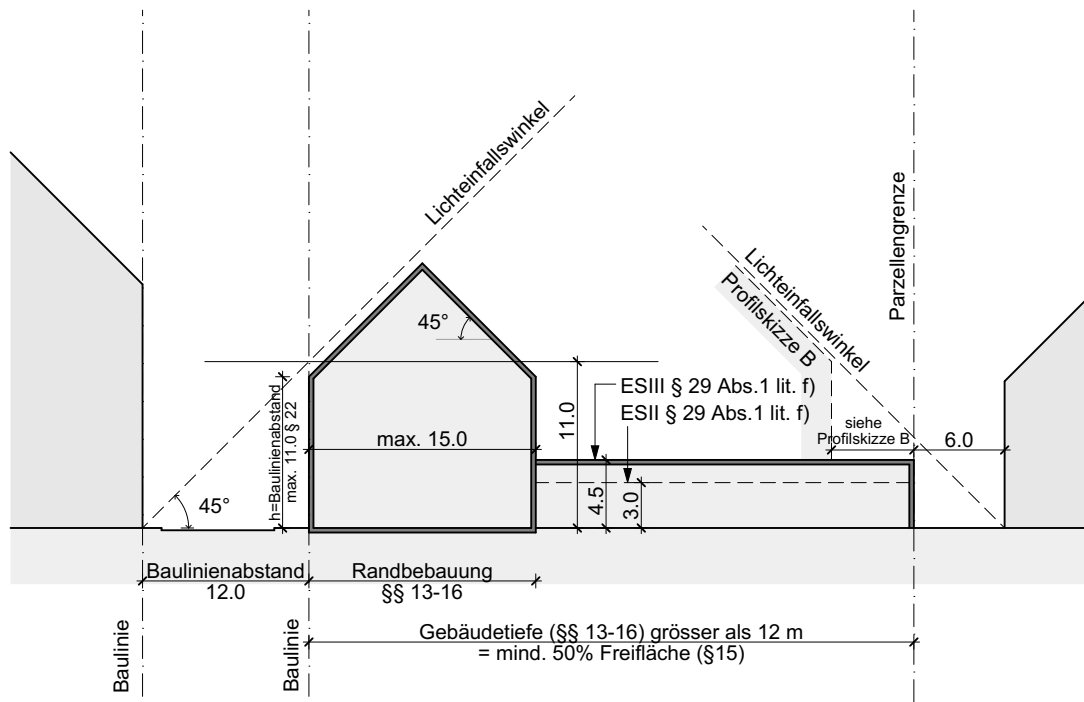 Lichteinfallswinkel
Lichteinfallswinkel
Profilskizze B
Parzellengrenze
45°
h=Baulinienabstand
max. 11.0 § 22
max. 15.0
11.0
ESIII § 29 Abs.1 lit. f)
ESII § 29 Abs.1 lit. f)
siehe
Profilskizze B
6.0
45°
4.5
3.0
Baulinienabstand
12.0
Randbebauung
§§ 13-16
Gebäudetiefe (§§ 13-16) grösser als 12 m
= mind. 50% Freifläche (§15)
Baulinie
Baulinie